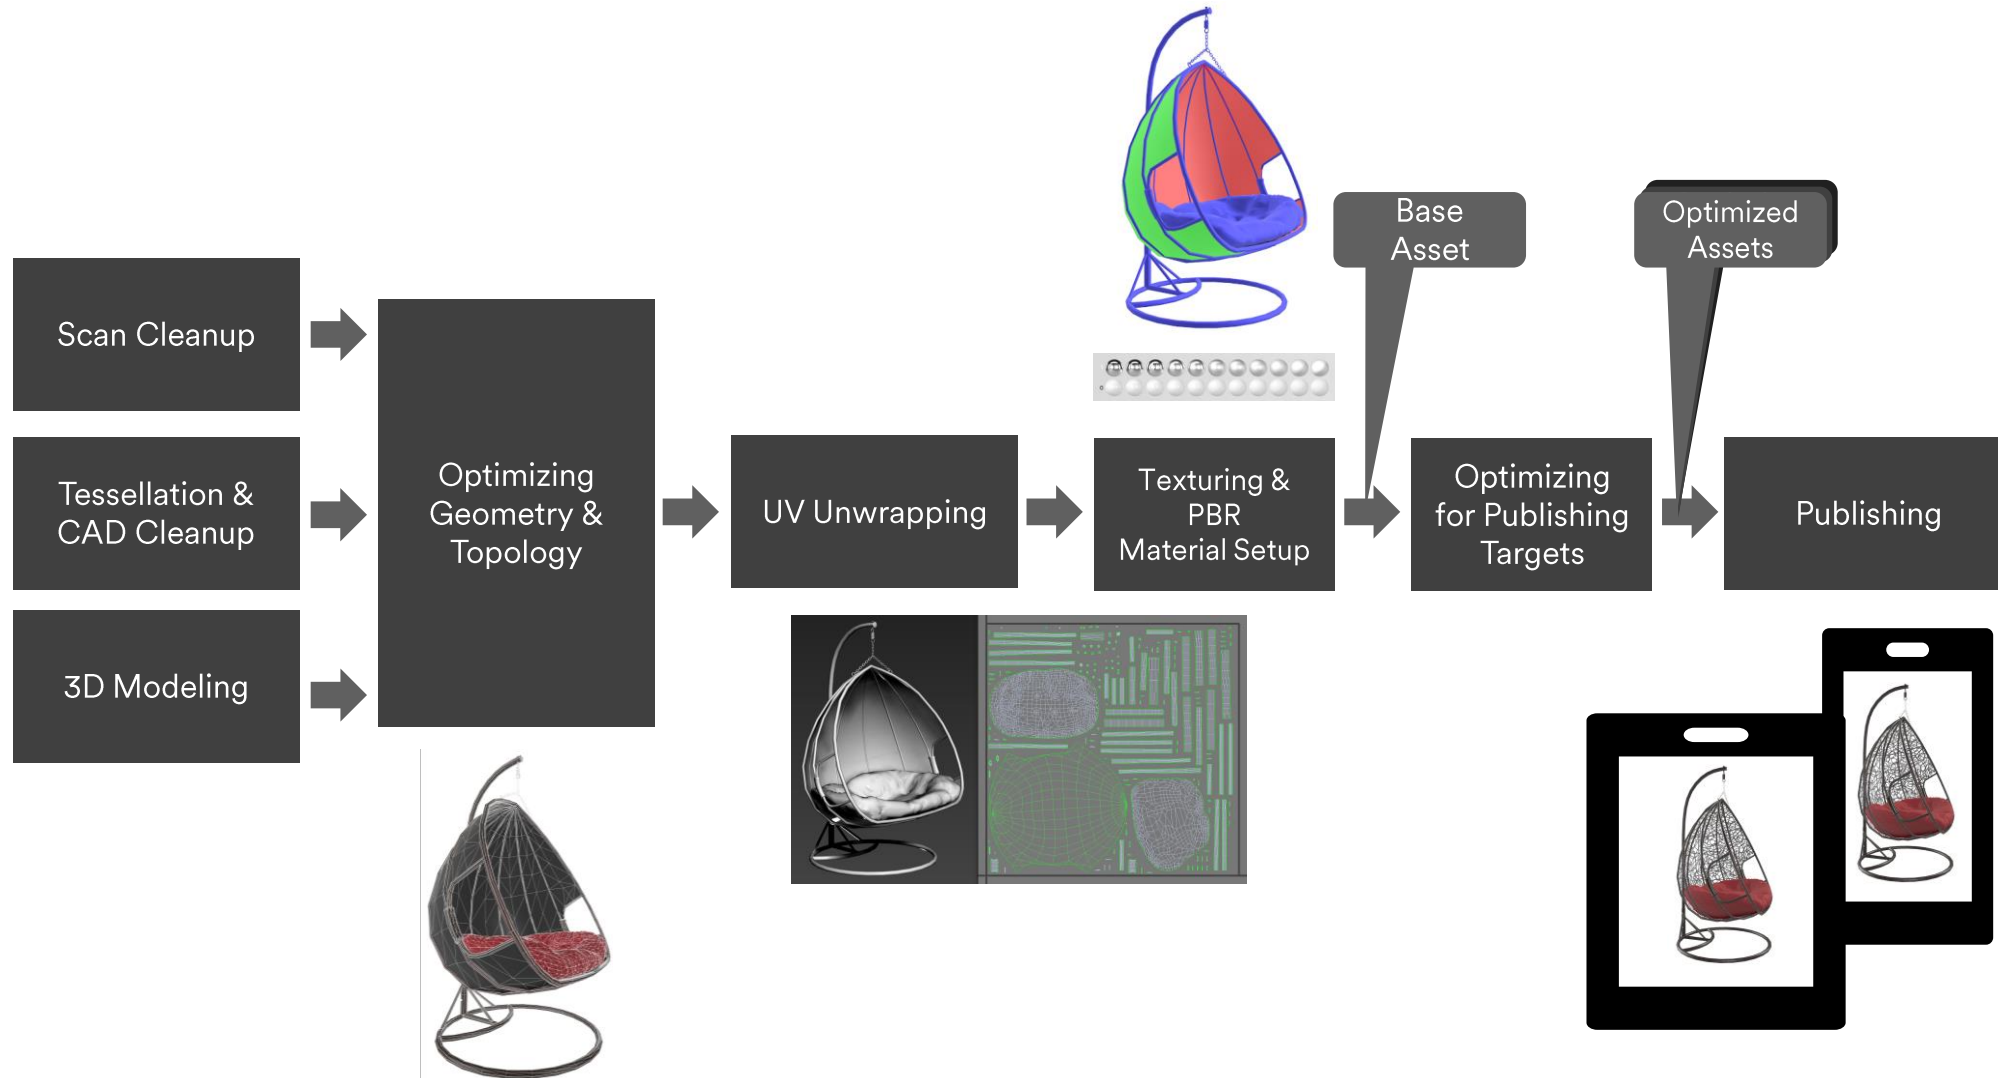 Base
Asset
Optimized
Assets
Scan Cleanup
Tessellation &
CAD Cleanup
3D Modeling
Optimizing
Geometry &
Topology
UV Unwrapping
Texturing &
PBR
Material Setup
Optimizing
for Publishing
Targets
Publishing